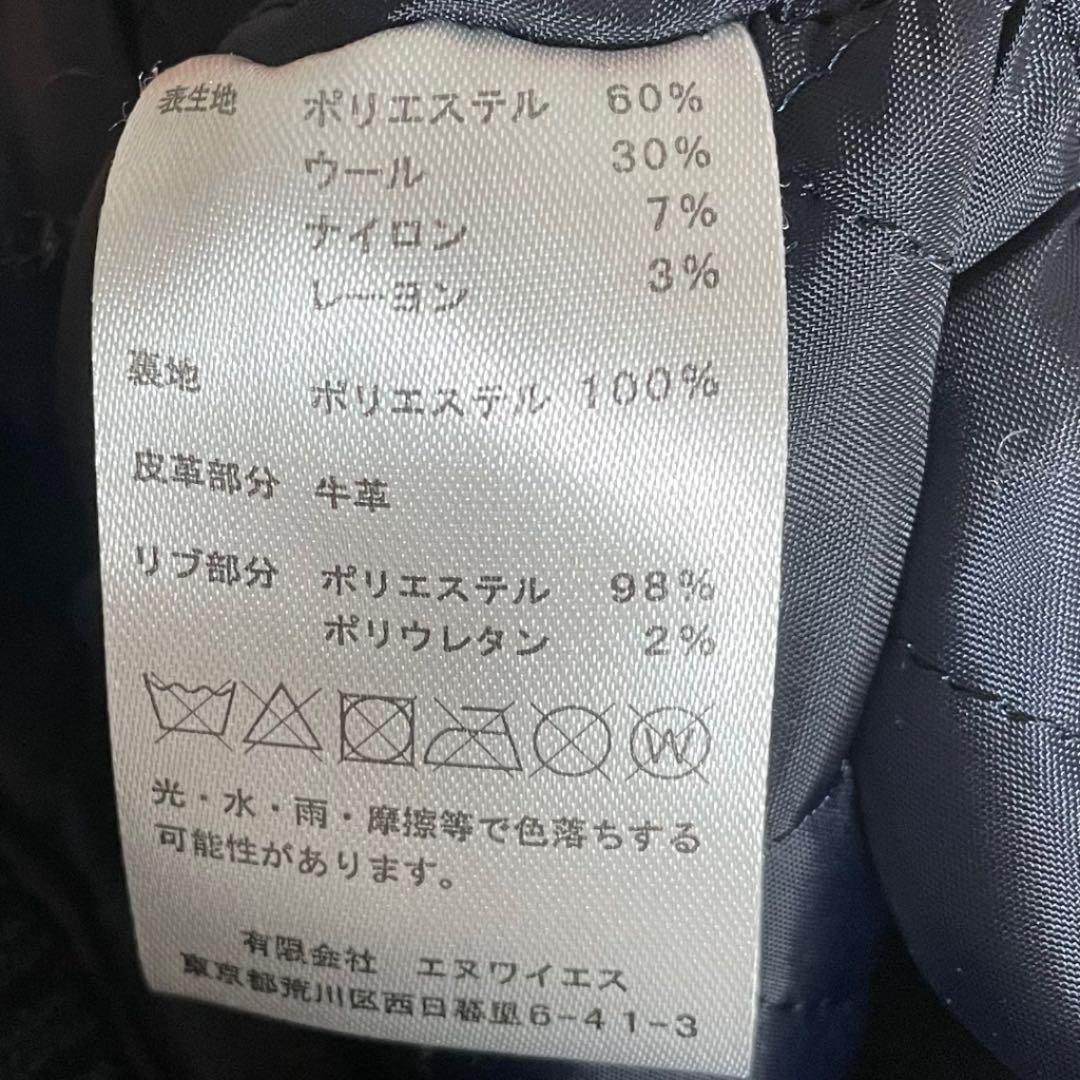 表生地 ポリエステル 60%
ウール 30%
ナイロン 7%
レーヨン 3%
裏地 ポリエステル 100%
皮革部分 牛革
リブ部分 ポリエステル 98%
ポリウレタン 2%
W
光・水・雨・摩擦等で色落ちする
可能性があります。
有限会社 エヌワイエス
東京都荒川区西日暮里6-41-3